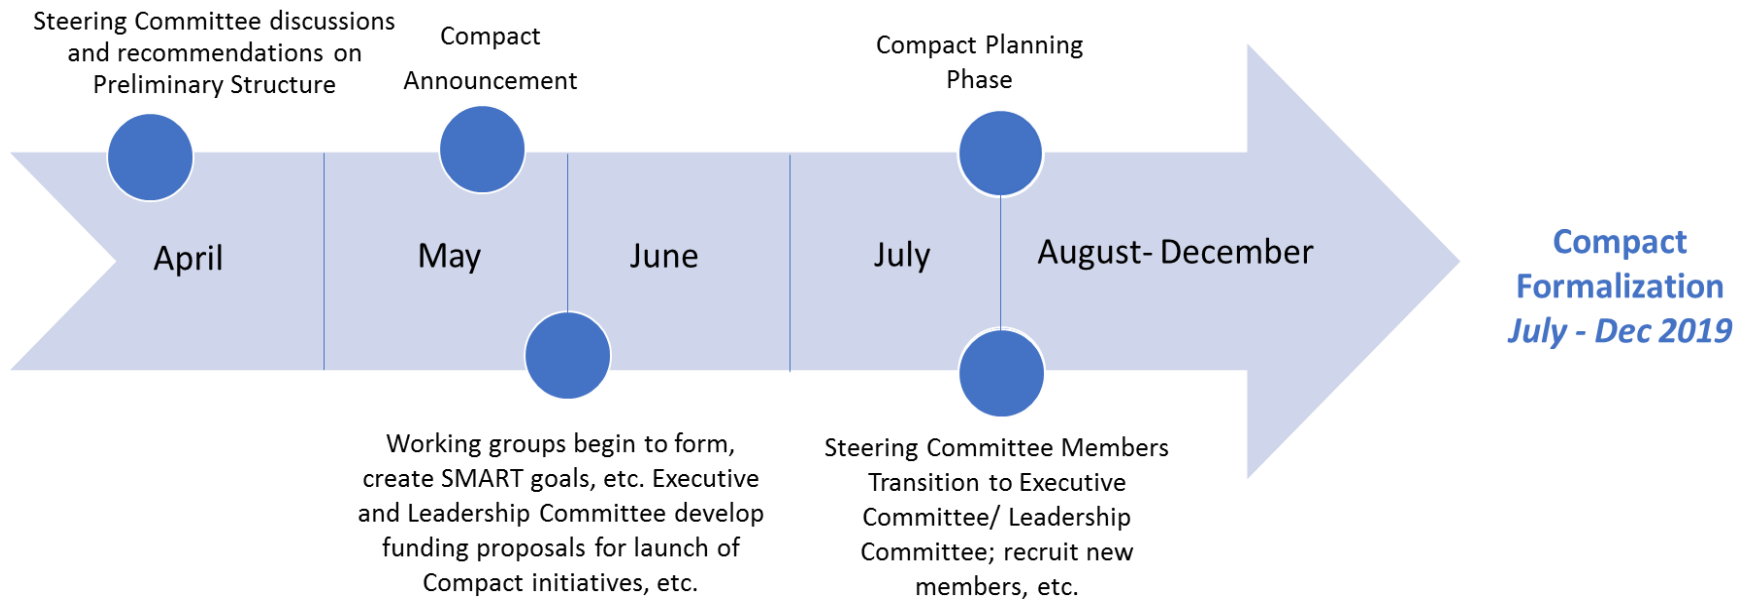 Steering Committee discussions
and recommendations on
Preliminary Structure
Compact
Announcement
Compact Planning
Phase
April
May
June
July
August- December
Compact
Formalization
July - Dec 2019
Working groups begin to form,
create SMART goals, etc. Executive
and Leadership Committee develop
funding proposals for launch of
Compact initiatives, etc.
Steering Committee Members
Transition to Executive
Committee/ Leadership
Committee; recruit new
members, etc.